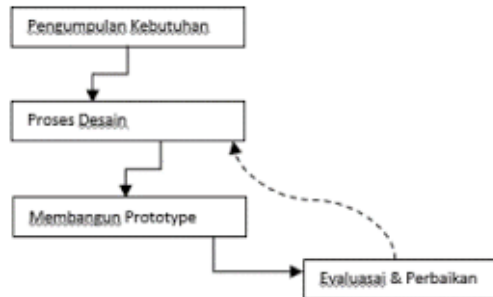 Pengumpulan Kebutuhan
Proses Desain
Membangun Prototype
Evaluasai & Perbaikan